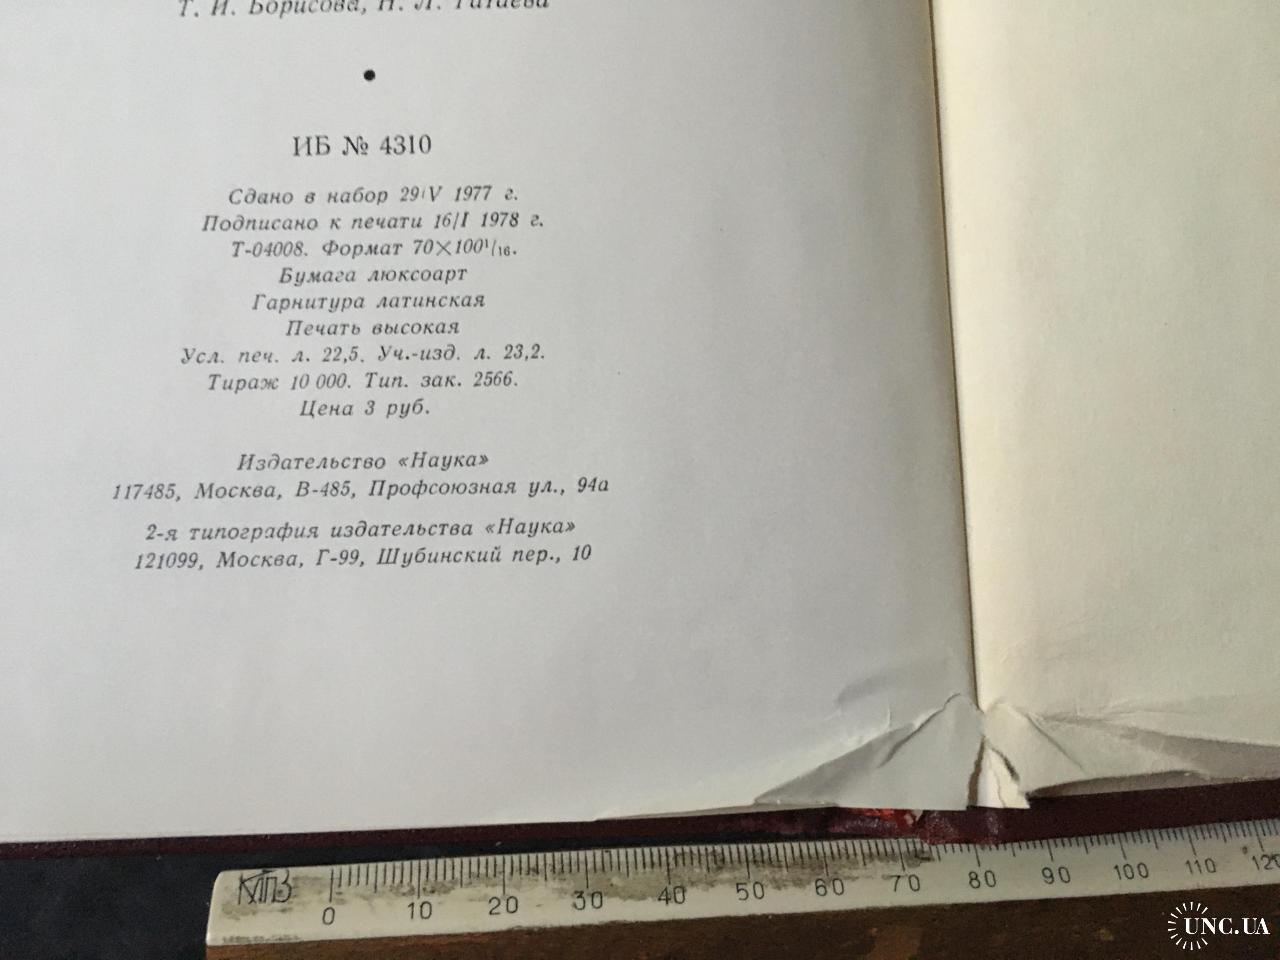 Т. И. Борисова, Н. Л.
•
ИБ № 4310
Сдано в набор 29/V 1977 г.
Подписано к печати 16/I 1978 г.
Т-04008. Формат 70×100¹/₁₆.
Бумага люксоарт
Гарнитура латинская
Печать высокая
Усл. печ. л. 22,5. Уч.-изд. л. 23,2.
Тираж 10 000. Тип. зак. 2566.
Цена 3 руб.
Издательство «Наука»
117485, Москва, В-485, Профсоюзная ул., 94а
2-я типография издательства «Наука»
121099, Москва, Г-99, Шубинский пер., 10
МПЗ
0 10 20 30 40 50 60 70 80 90 100 110 120
UNC.UA